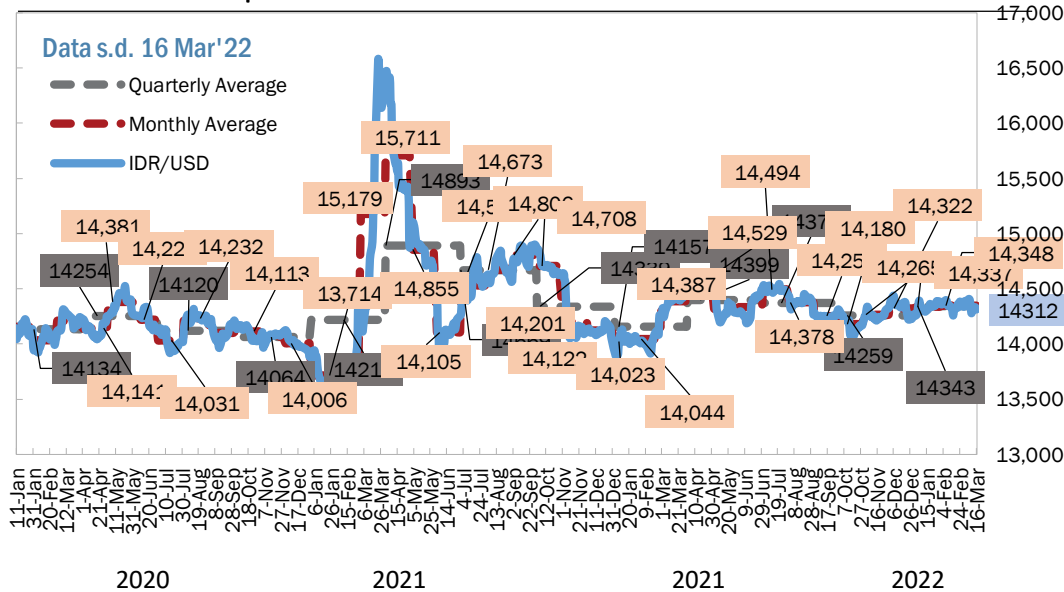 17,000
Data s.d. 16 Mar'22
16,500
Quarterly Average
Monthly Average
16,000
IDR/USD
15,711
14,673
15,500
14893
14,494
15,179
14,322
14,708
15,000
14,381
14,529
14,180
14,232
14157
14,348
14254
14,113
14399
14,337
14120
13,714
14,855
14,387
14,500
14312
14,201
14,378
14,105
14259
14,000
14134
14064
14,023
14,141
14,006
14343
14,031
14,044
13,500
13,000
11-Jan
31-Jan
20-Feb
12-Mar
1-Apr
21-Apr
11-May
31-May
20-Jun
10-Jul
30-Jul
19-Aug
8-Sep
28-Sep
18-Oct
7-Nov
27-Nov
17-Dec
6-Jan
26-Jan
15-Feb
6-Mar
26-Mar
15-Apr
5-May
25-May
14-Jun
4-Jul
24-Jul
13-Aug
2-Sep
22-Sep
12-Oct
1-Nov
21-Nov
11-Dec
31-Dec
20-Jan
9-Feb
1-Mar
21-Mar
10-Apr
30-Apr
20-May
9-Jun
29-Jun
19-Jul
8-Aug
28-Aug
17-Sep
7-Oct
27-Oct
16-Nov
6-Dec
26-Dec
15-Jan
4-Feb
24-Feb
16-Mar
2020
2021
2021
2022